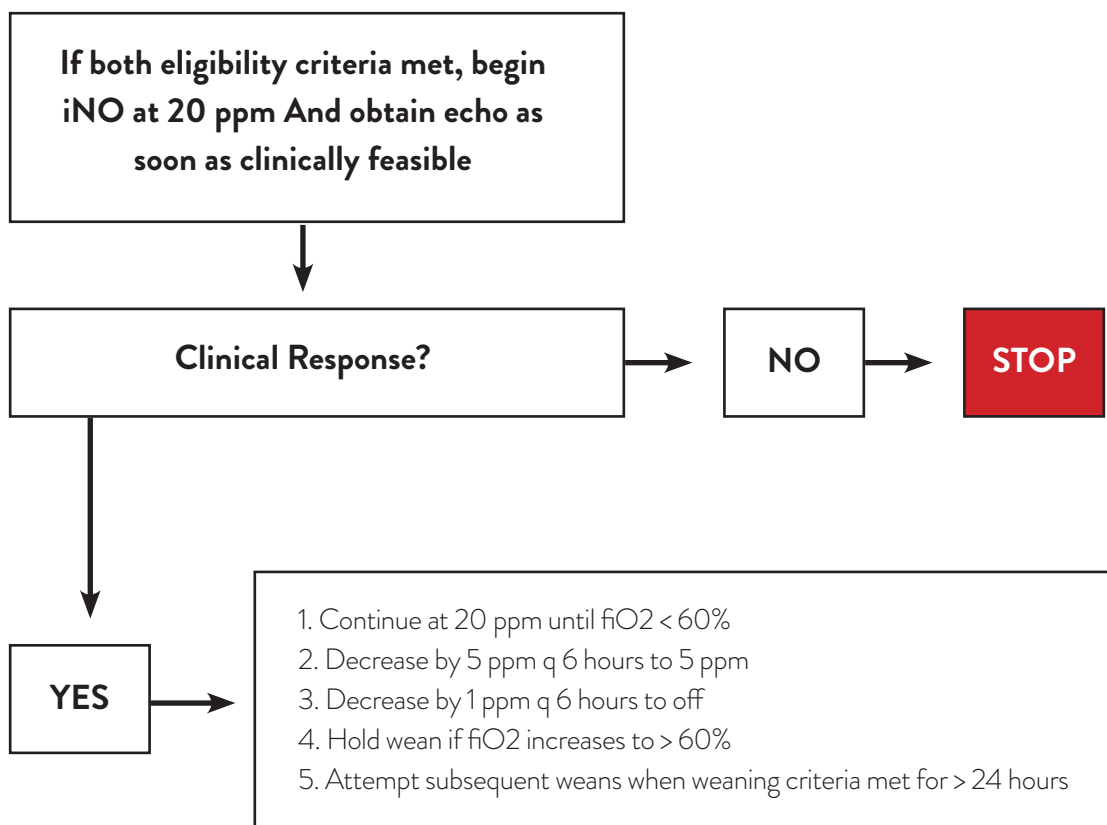 If both eligibility criteria met, begin
iNO at 20 ppm And obtain echo as
soon as clinically feasible
Clinical Response?
NO
STOP
YES
1. Continue at 20 ppm until fiO2 < 60%
2. Decrease by 5 ppm q 6 hours to 5 ppm
3. Decrease by 1 ppm q 6 hours to off
4. Hold wean if fiO2 increases to > 60%
5. Attempt subsequent weans when weaning criteria met for > 24 hours